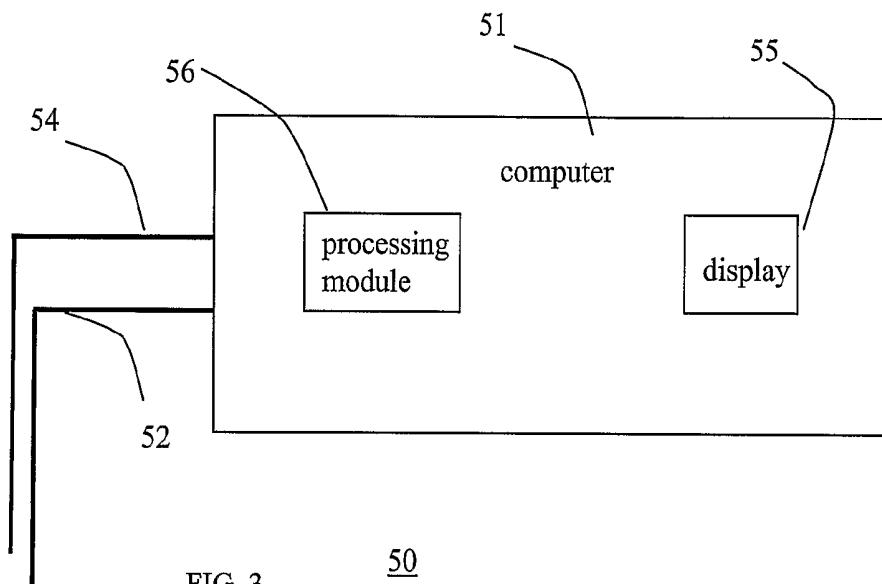 51
55
56
54
computer
processing
module
display
52
50
FIG. 3